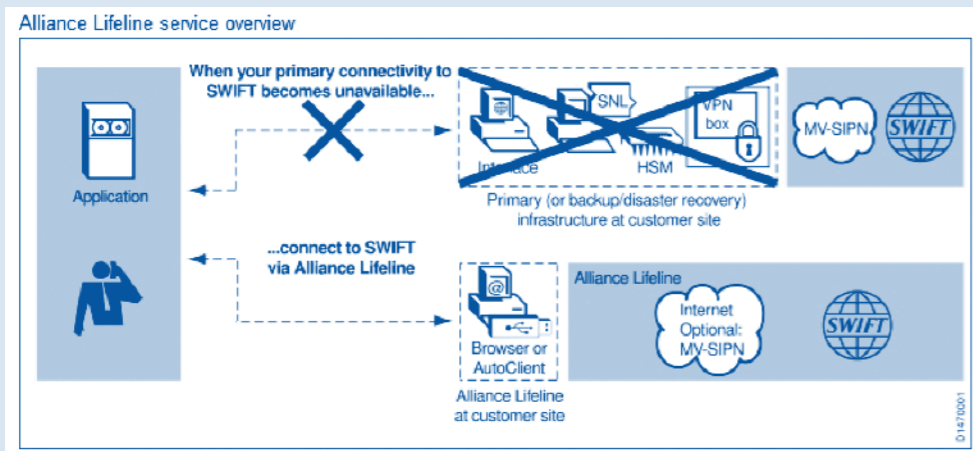 Alliance Lifeline service overview
When your primary connectivity to
SWIFT becomes unavailable...
SNL
VPN
box
Interface
HSM
MV-SIPN
SWIFT
Application
Primary (or backup/disaster recovery)
infrastructure at customer site
...connect to SWIFT
via Alliance Lifeline
@
Browser or
AutoClient
Alliance Lifeline
at customer site
Alliance Lifeline
Internet
Optional:
MV-SIPN
SWIFT
D1470001